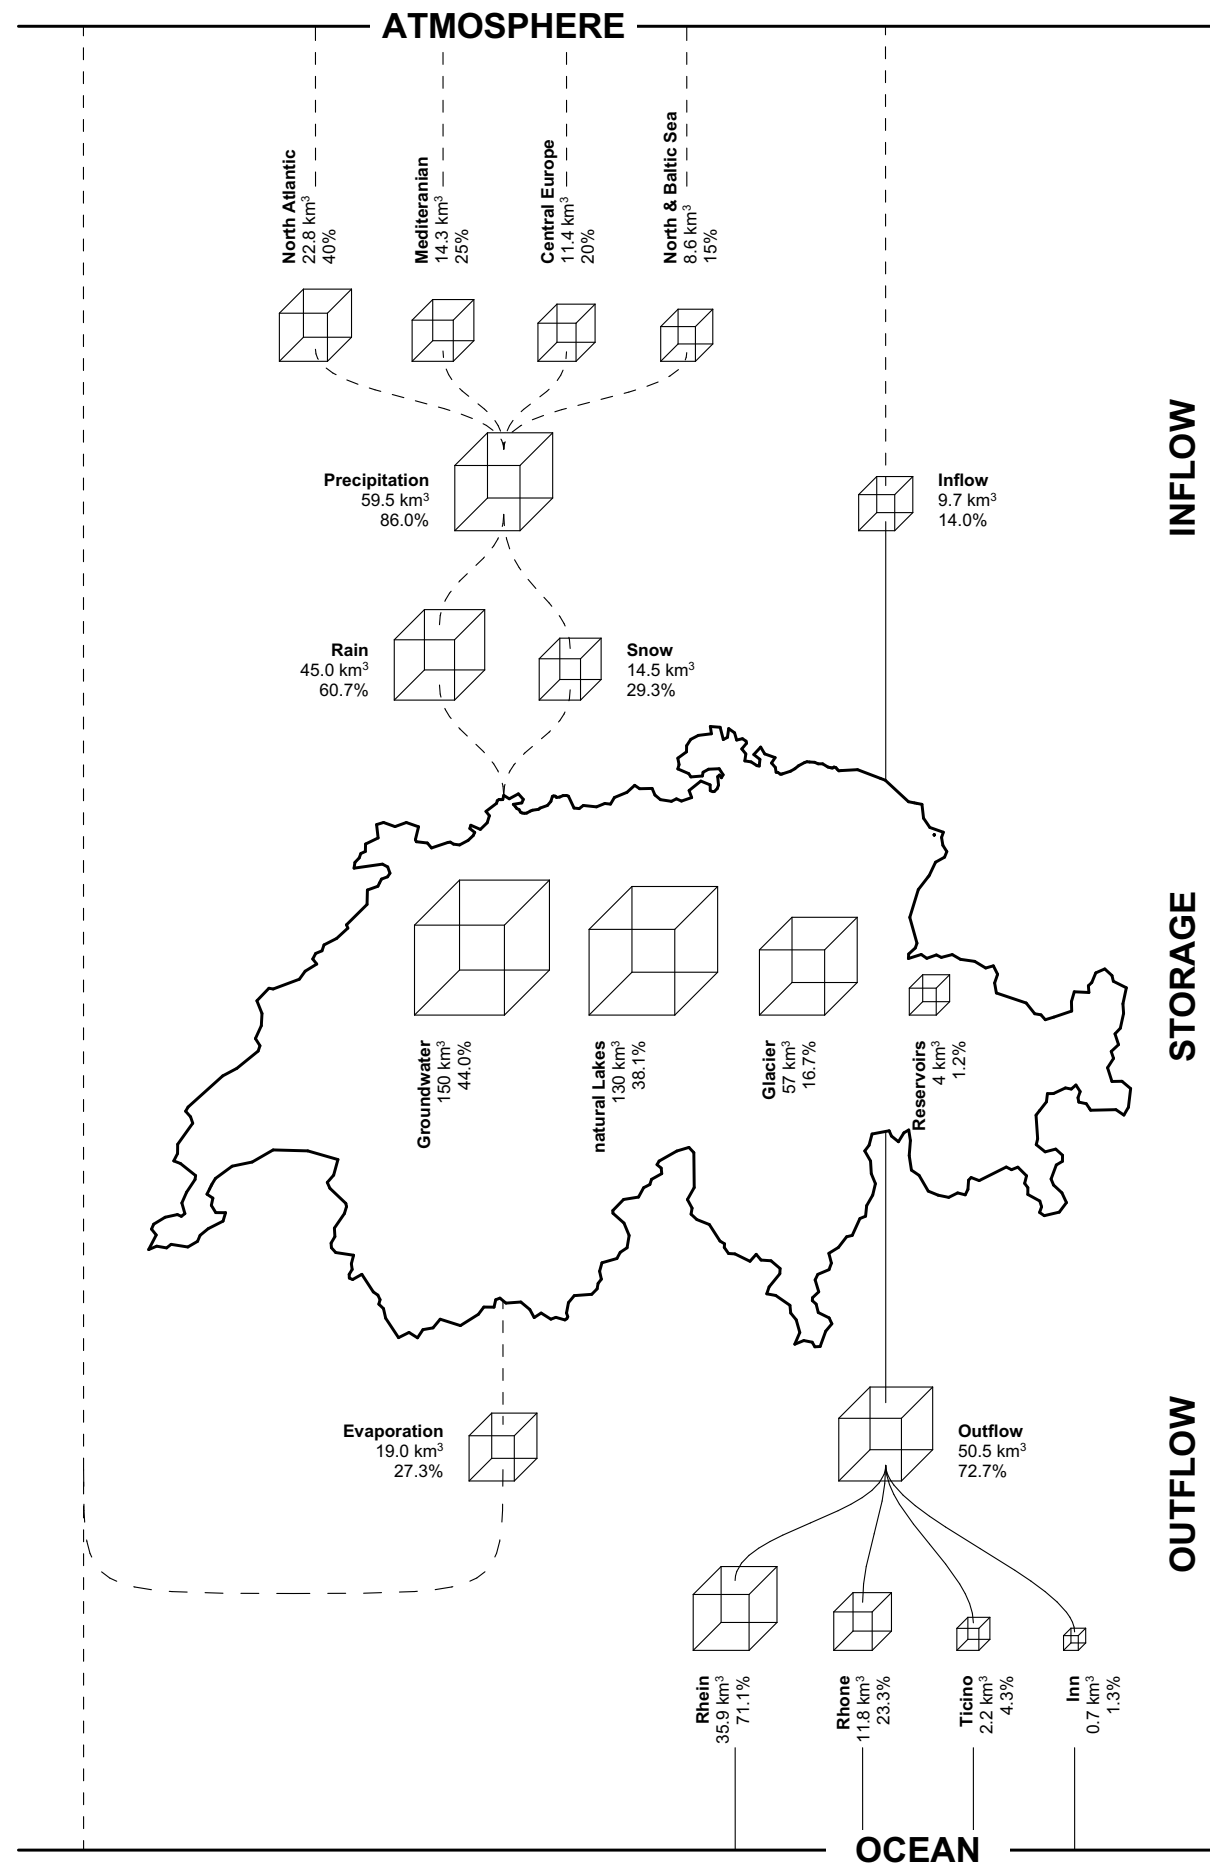 ATMOSPHERE
North Atlantic
22.8 km³
40%
Mediteranian
14.3 km³
25%
Central Europe
11.4 km³
20%
North & Baltic Sea
8.6 km³
15%
INFLOW
Precipitation
59.5 km³
86.0%
Inflow
9.7 km³
14.0%
Rain
45.0 km³
60.7%
Snow
14.5 km³
29.3%
STORAGE
Groundwater
150 km³
44.0%
natural Lakes
130 km³
38.1%
Glacier
57 km³
16.7%
Reservoirs
4 km³
1.2%
OUTFLOW
Evaporation
19.0 km³
27.3%
Outflow
50.5 km³
72.7%
Rhein
35.9 km³
71.1%
Rhone
11.8 km³
23.3%
Ticino
2.2 km³
4.3%
Inn
0.7 km³
1.3%
OCEAN